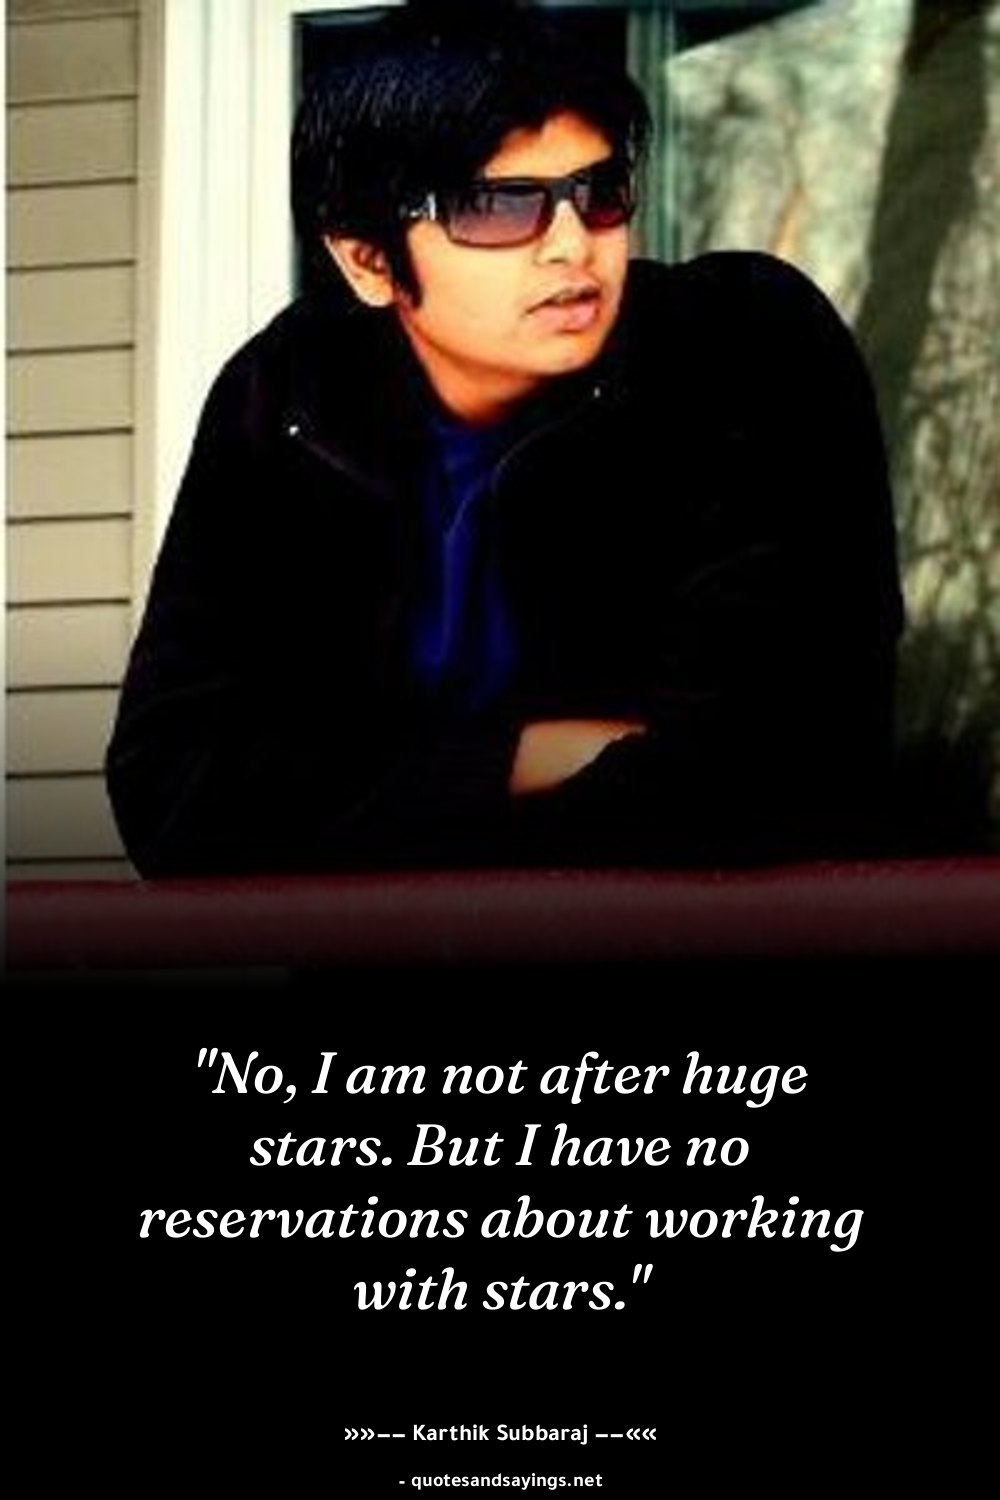 "No, I am not after huge
stars. But I have no
reservations about working
with stars."
»»−− Karthik Subbaraj −−««
- quotesandsayings.net